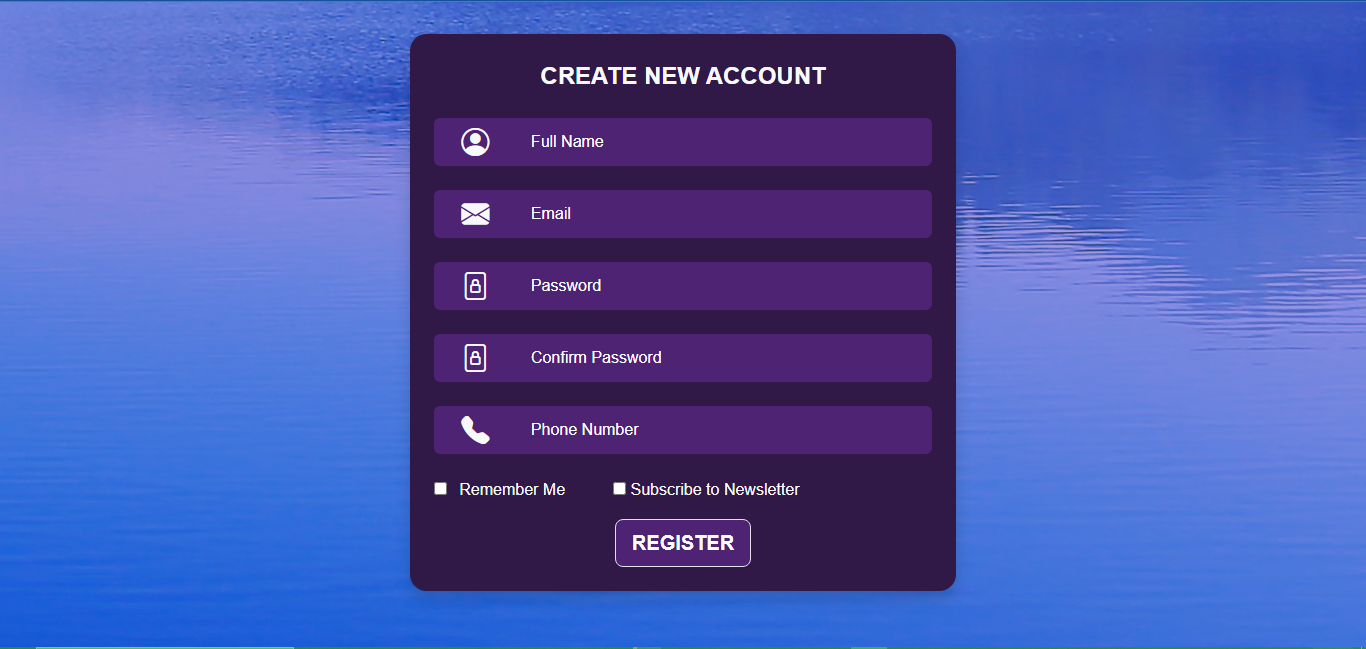 CREATE NEW ACCOUNT
Full Name
Email
Password
Confirm Password
Phone Number
Remember Me Subscribe to Newsletter
REGISTER